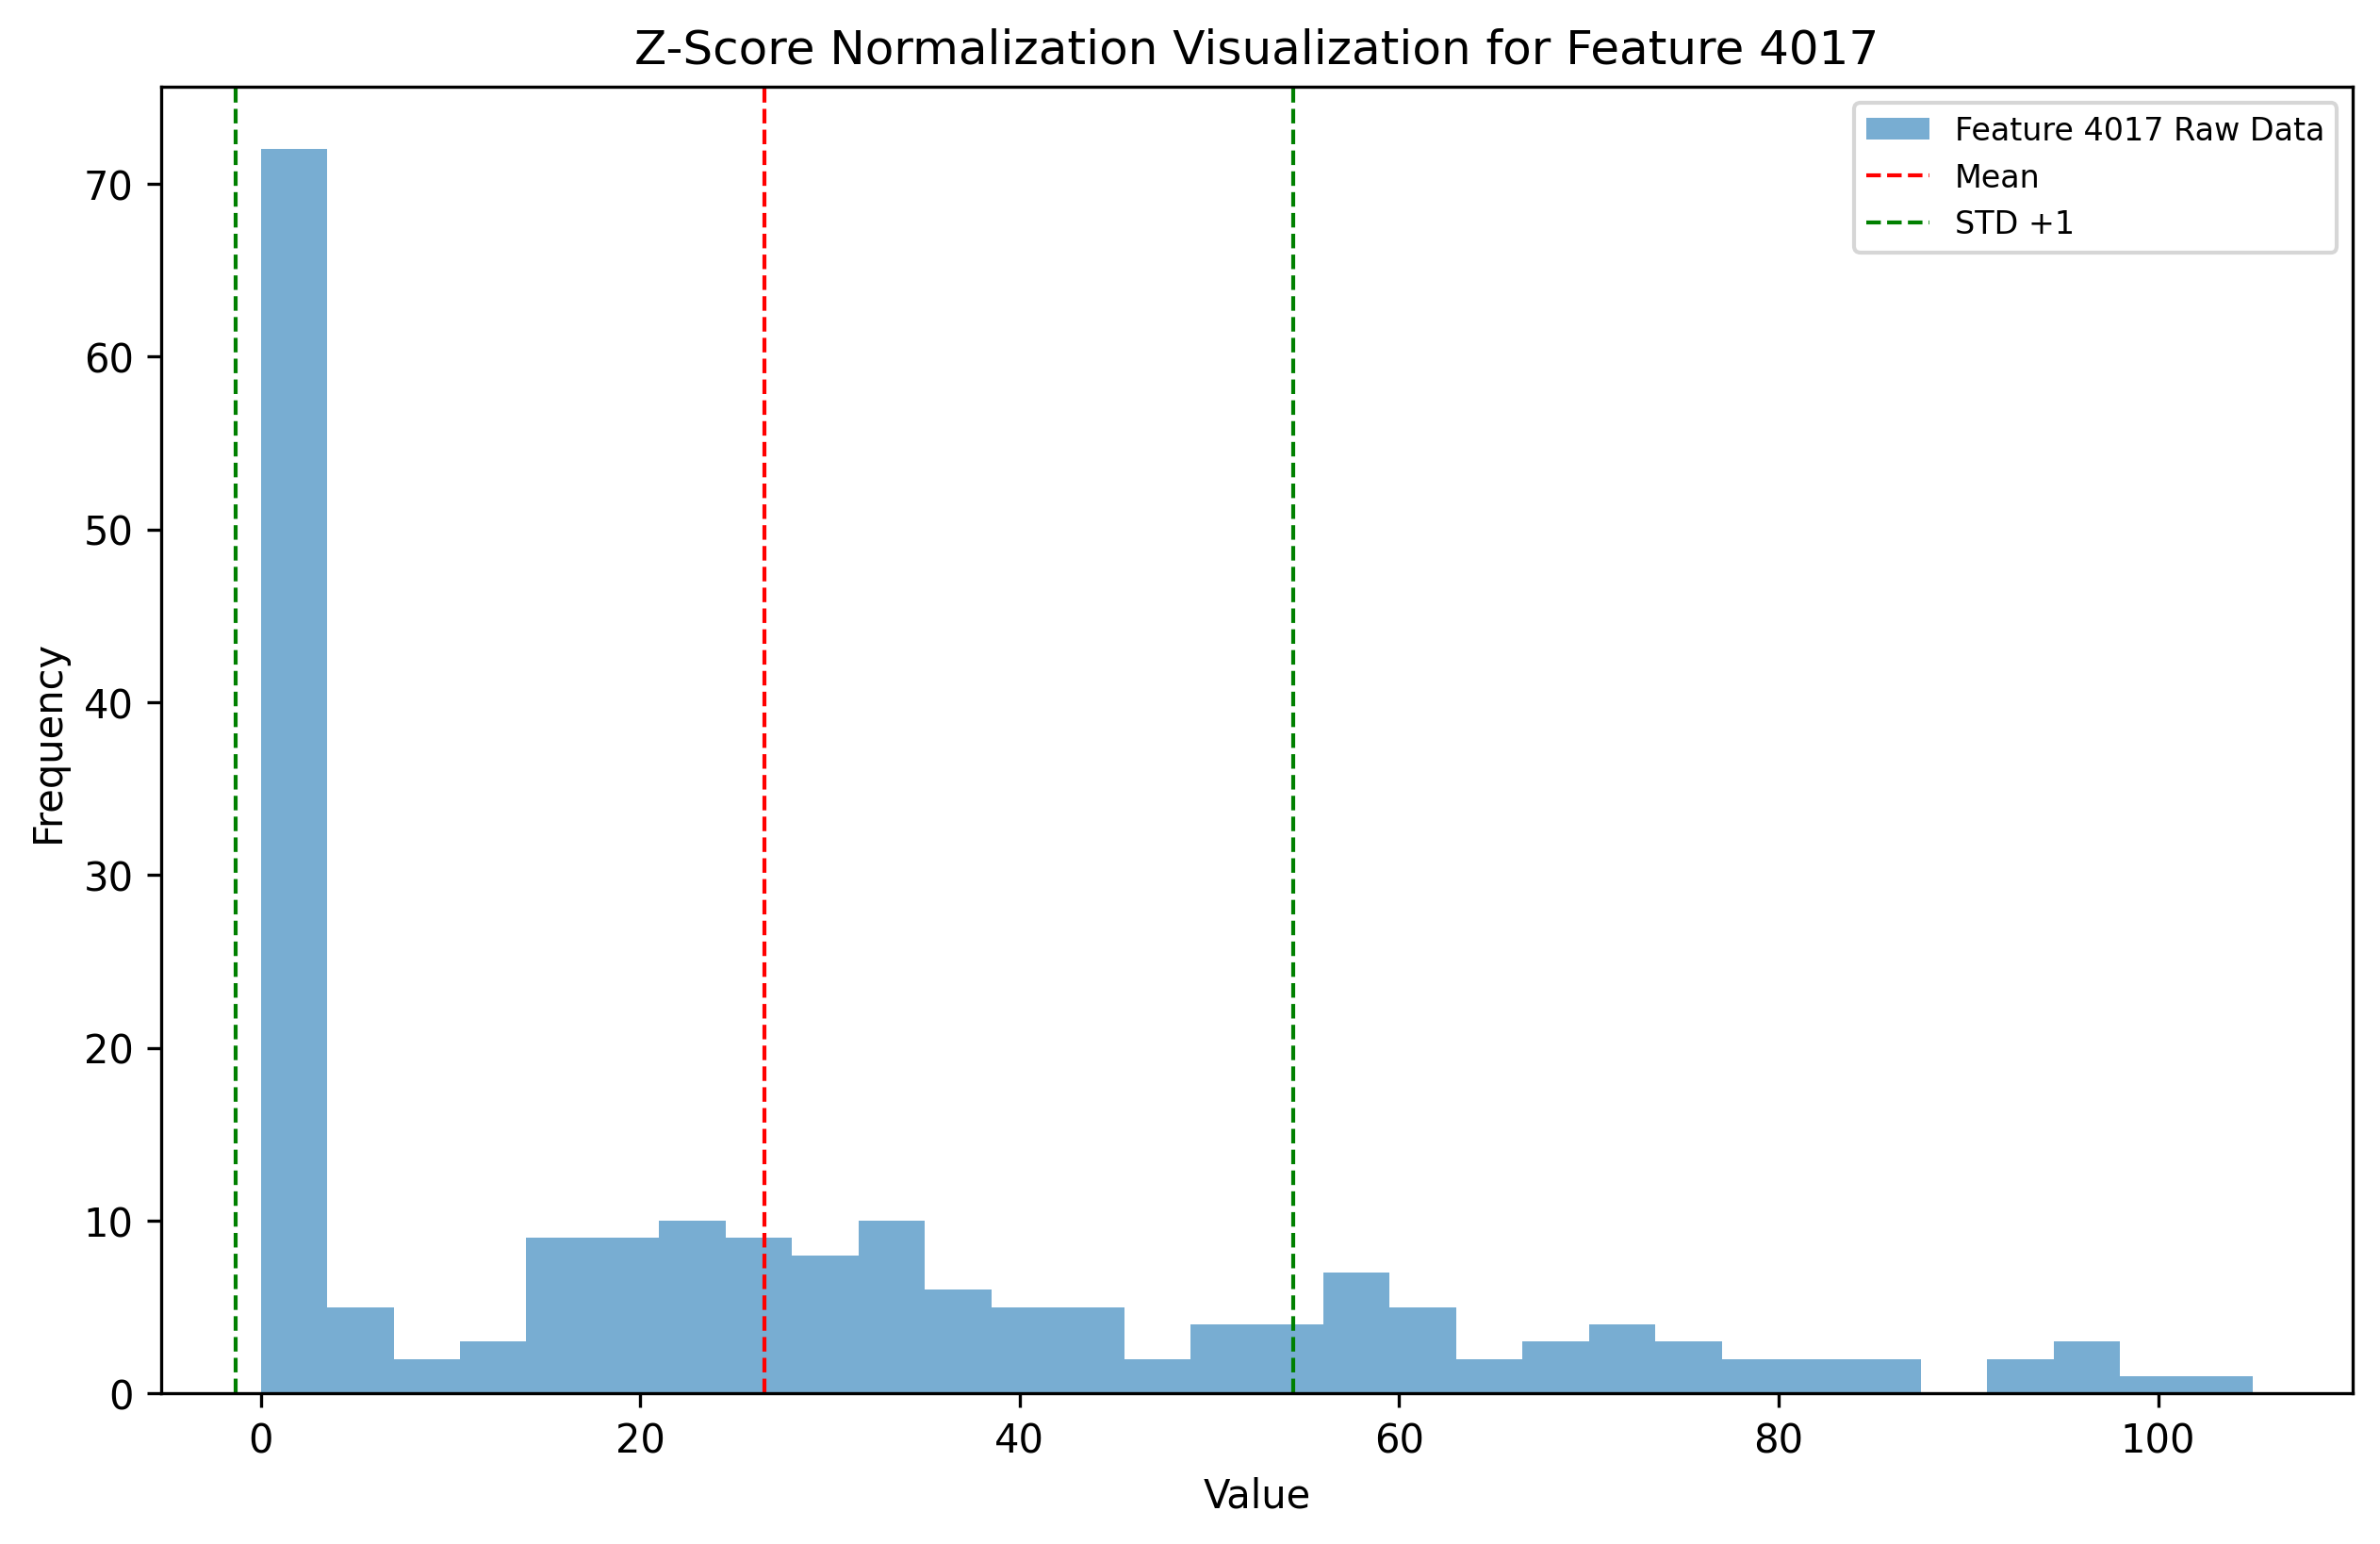 Z-Score Normalization Visualization for Feature 4017
Feature 4017 Raw Data
Mean
STD +1
Frequency
70
60
50
40
30
20
10
0
0 20 40 60 80 100
Value